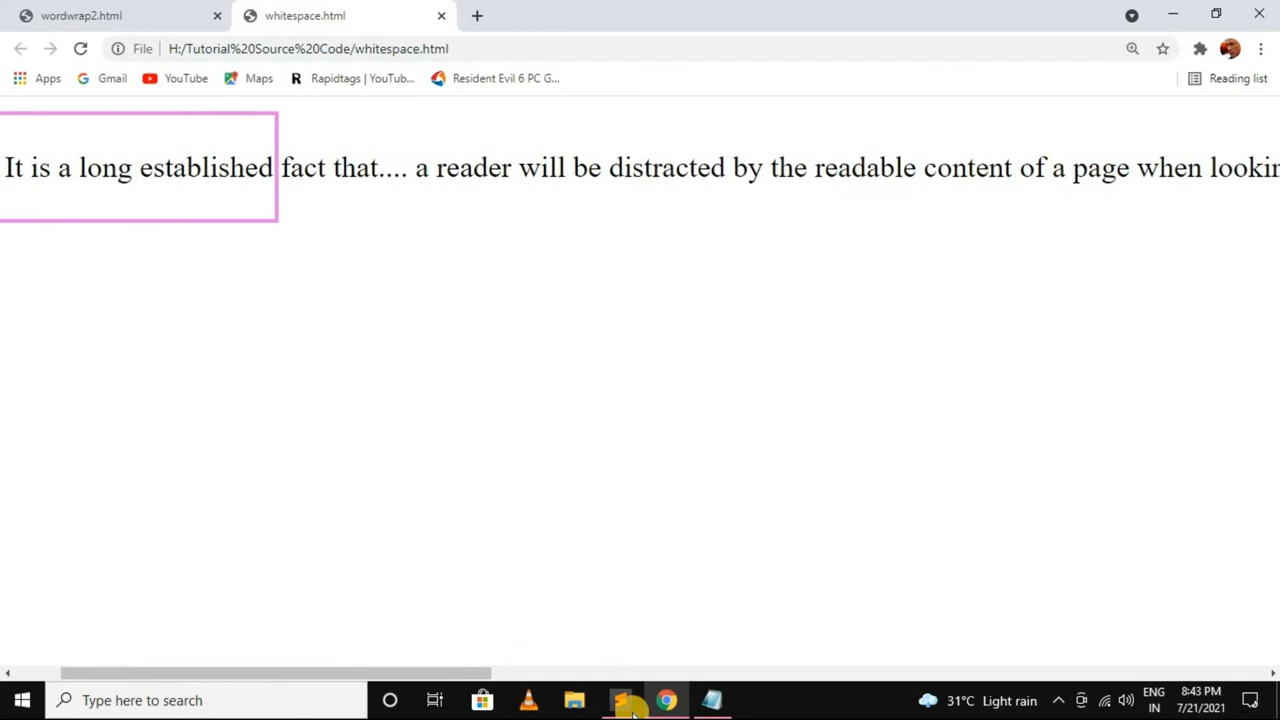 wordwrap2.html
whitespace.html
File
H:/Tutorial%20Source%20Code/whitespace.html
Apps
Gmail
YouTube
Maps
Rapidtags | YouTub...
Resident Evil 6 PC G...
Reading list
It is a long established fact that.... a reader will be distracted by the readable content of a page when lookin
Type here to search
31°C Light rain
ENG
IN
8:43 PM
7/21/2021